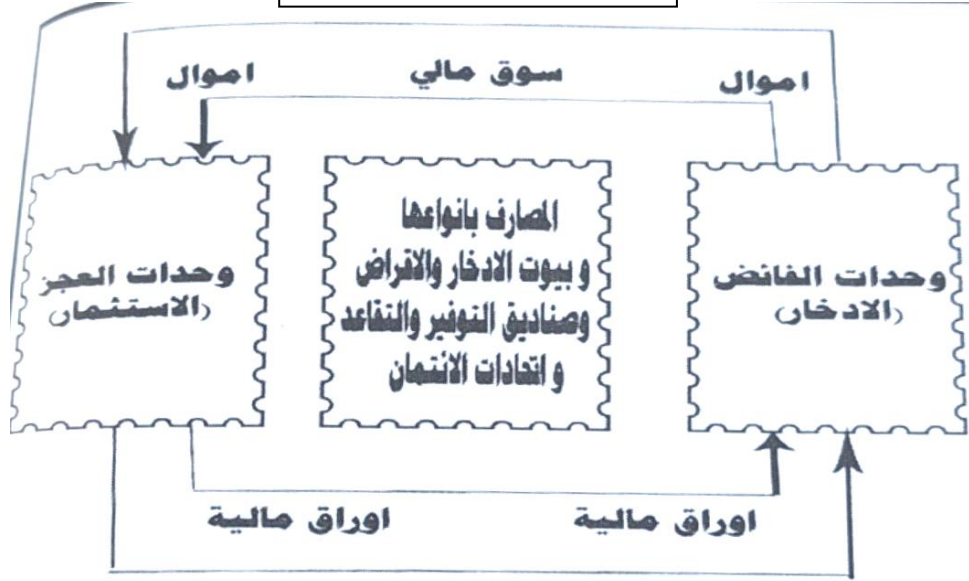 اموال
سوق مالي
اموال
وحدات الفائض
(الادخار)
المصارف بانواعها
و بيوت الادخار والاقراض
وصناديق التوفير والتقاعد
و اتحادات الائتمان
وحدات العجز
(الاستثمار)
اوراق مالية
اوراق مالية